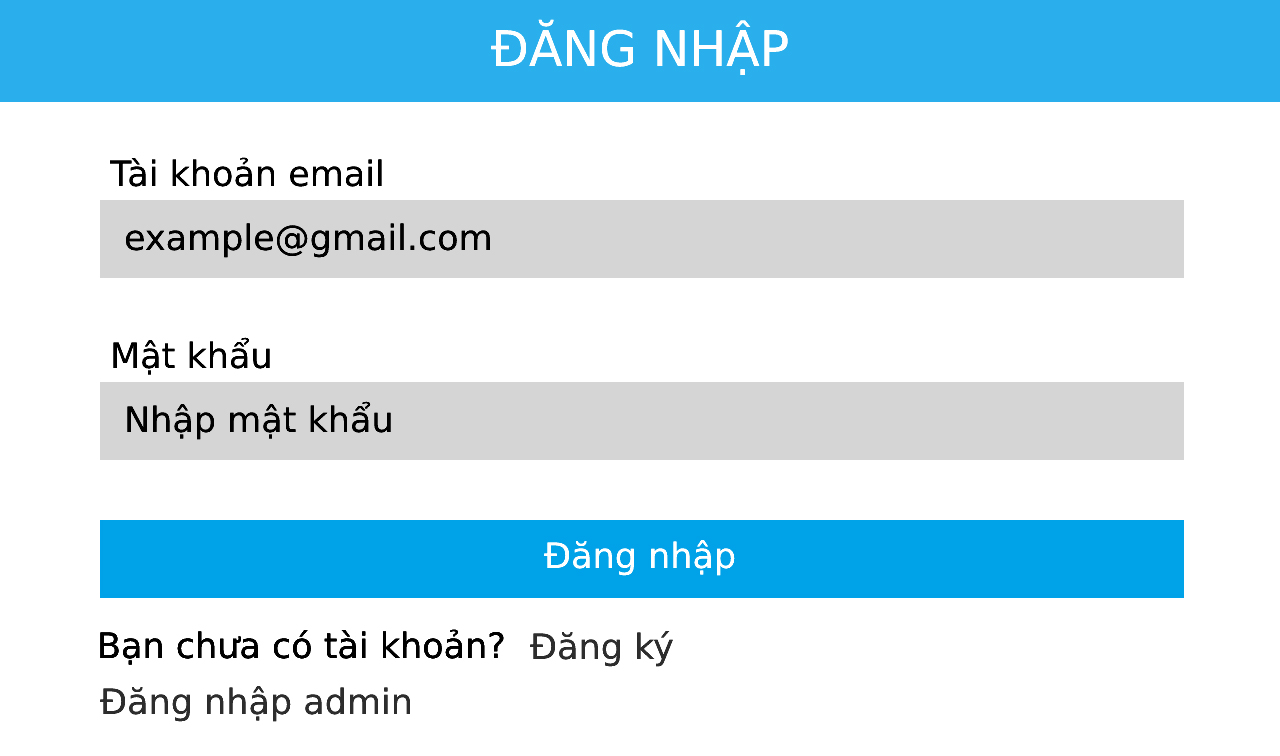 ĐĂNG NHẬP
Tài khoản email
example@gmail.com
Mật khẩu
Nhập mật khẩu
Đăng nhập
Bạn chưa có tài khoản? Đăng ký
Đăng nhập admin